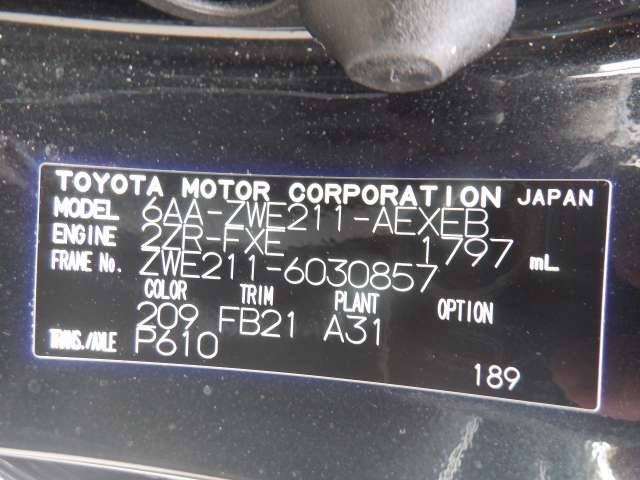 TOYOTA MOTOR CORPORATION JAPAN
MODEL 6AA-ZWE211-AEXEB
ENGINE 2ZR-FXE 1797 mL
FRAME No. ZWE211-6030857
COLOR TRIM PLANT OPTION
209 FB21 A31
TRANS./AXLE P610
189